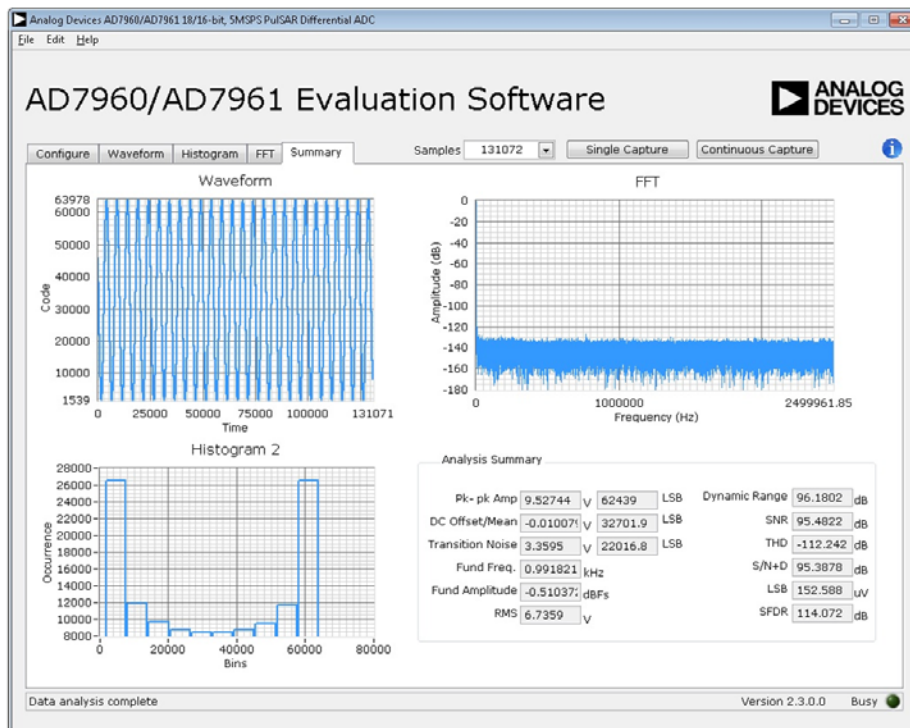 Analog Devices AD7960/AD7961 18/16-bit, 5MSPS PulSAR Differential ADC
File Edit Help
AD7960/AD7961 Evaluation Software
ANALOG
DEVICES
Configure Waveform Histogram FFT Summary Samples 131072 Single Capture Continuous Capture i
Waveform
63978
60000
50000
40000
30000
20000
10000
1539
Code
0 25000 50000 75000 100000 131071
Time
FFT
0
-20
-40
-60
-80
-100
-120
-140
-160
-180
Amplitude (dB)
0 1000000 2499961.85
Frequency (Hz)
Histogram 2
28000
26000
24000
22000
20000
18000
16000
14000
12000
10000
8000
Occurrence
0 20000 40000 60000 80000
Bins
Analysis Summary
Pk- pk Amp 9.52744 V 62439 LSB
DC Offset/Mean -0.01007 V 32701.9 LSB
Transition Noise 3.3595 V 22016.8 LSB
Fund Freq. 0.991821 kHz
Fund Amplitude -0.51037 dBFs
RMS 6.7359 V
Dynamic Range 96.1802 dB
SNR 95.4822 dB
THD -112.242 dB
S/N+D 95.3878 dB
LSB 152.588 uV
SFDR 114.072 dB
Data analysis complete Version 2.3.0.0 Busy